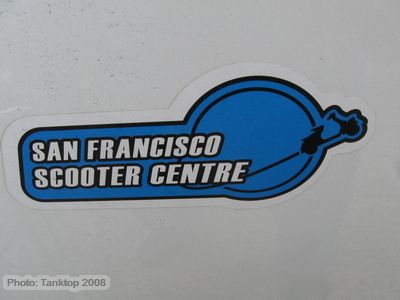 SAN FRANCISCO
SCOOTER CENTRE
Photo: Tanktop 2008